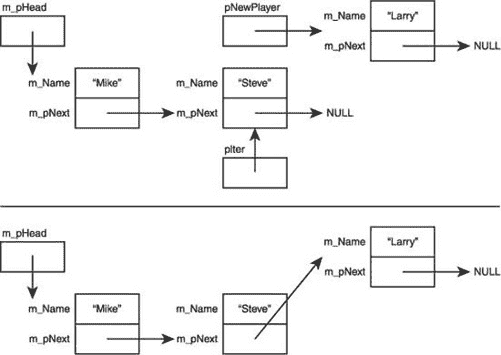 m_pHead
pNewPlayer
m_Name "Larry"
m_pNext NULL
m_Name "Mike" m_Name "Steve"
m_pNext m_pNext NULL
pIter
m_pHead
m_Name "Larry"
m_pNext NULL
m_Name "Mike" m_Name "Steve"
m_pNext m_pNext